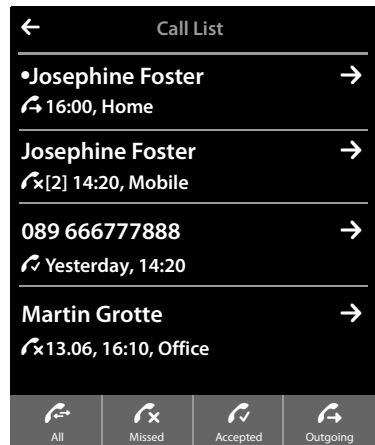 Call List
•Josephine Foster
16:00, Home
Josephine Foster
[2] 14:20, Mobile
089 666777888
Yesterday, 14:20
Martin Grotte
13.06, 16:10, Office
All Missed Accepted Outgoing